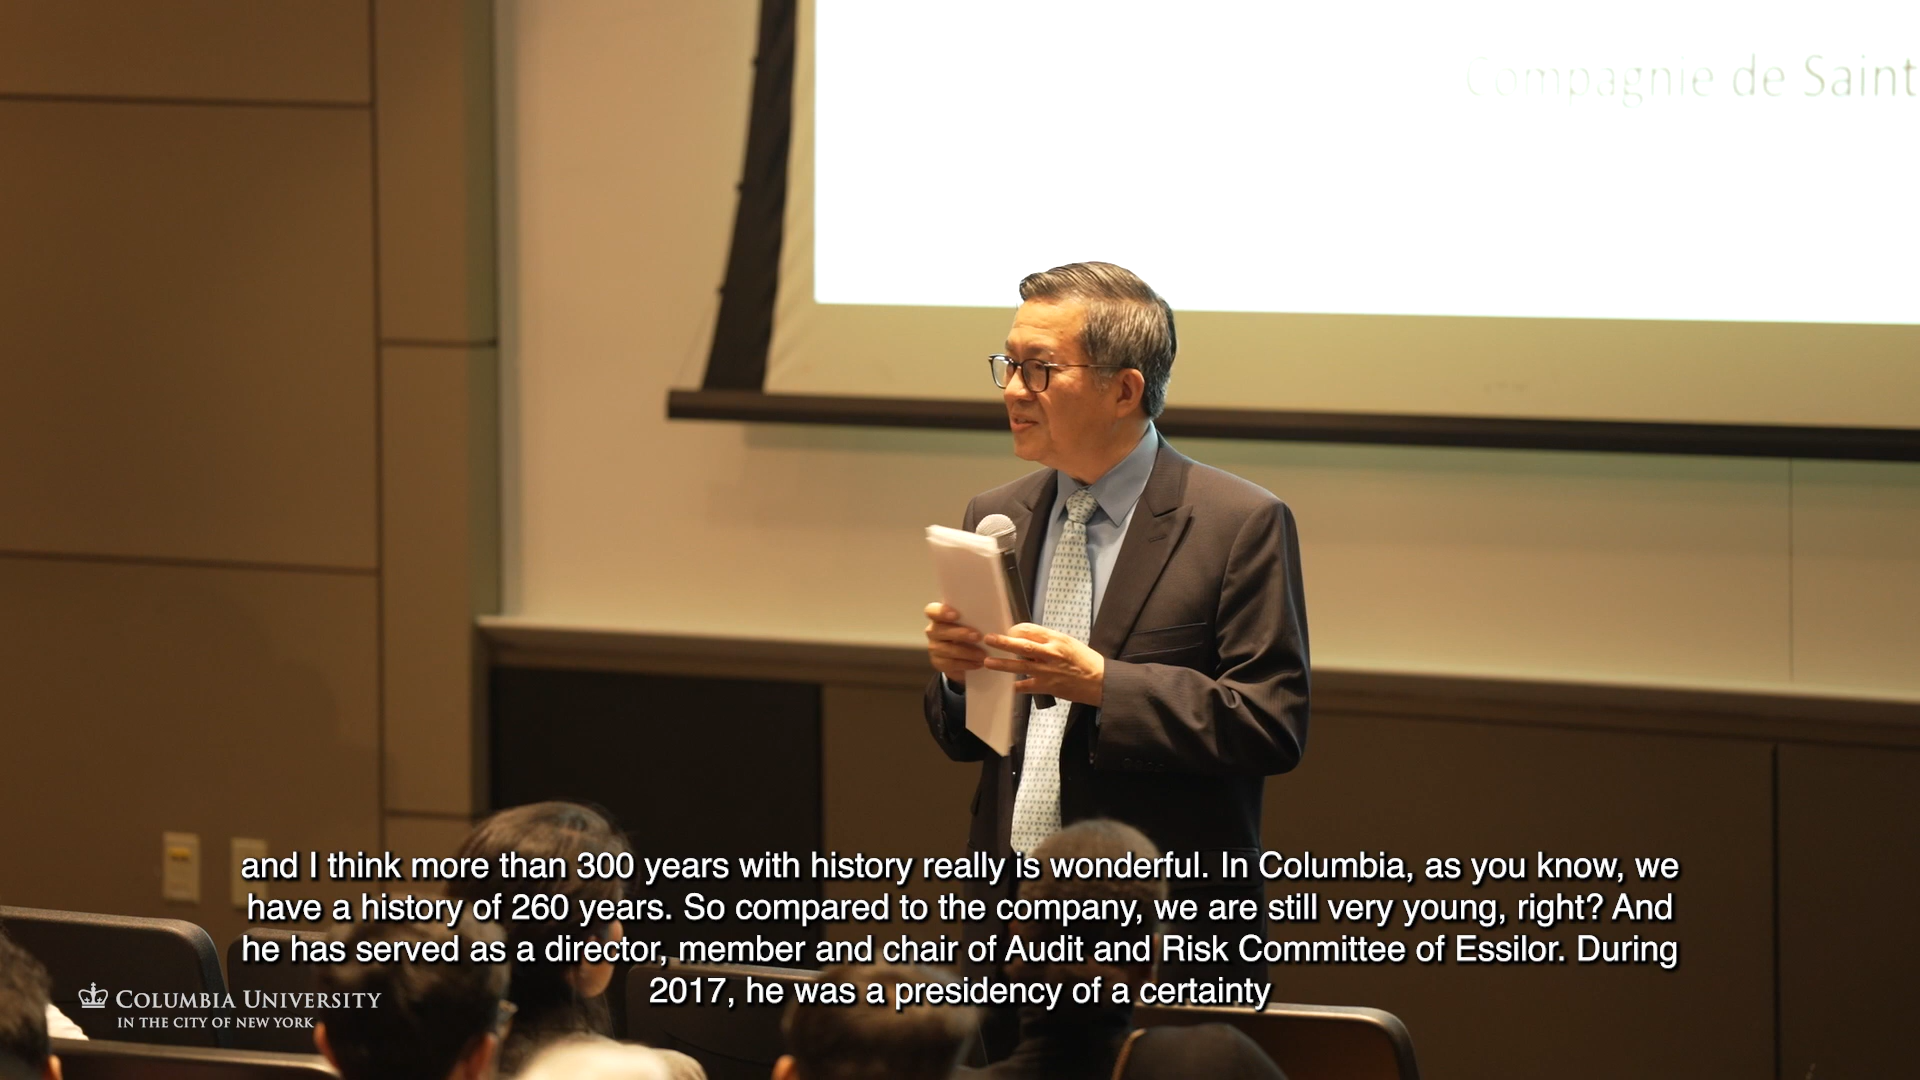 Compagnie de Saint
and I think more than 300 years with history really is wonderful. In Columbia, as you know, we
have a history of 260 years. So compared to the company, we are still very young, right? And
he has served as a director, member and chair of Audit and Risk Committee of Essilor. During
2017, he was a presidency of a certainty
COLUMBIA UNIVERSITY
IN THE CITY OF NEW YORK